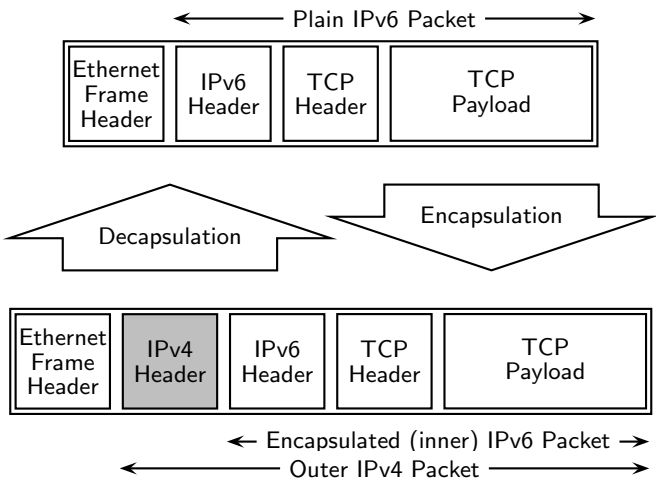 Plain IPv6 Packet
Ethernet
Frame
Header
IPv6
Header
TCP
Header
TCP
Payload
Decapsulation
Encapsulation
Ethernet
Frame
Header
IPv4
Header
IPv6
Header
TCP
Header
TCP
Payload
Encapsulated (inner) IPv6 Packet
Outer IPv4 Packet